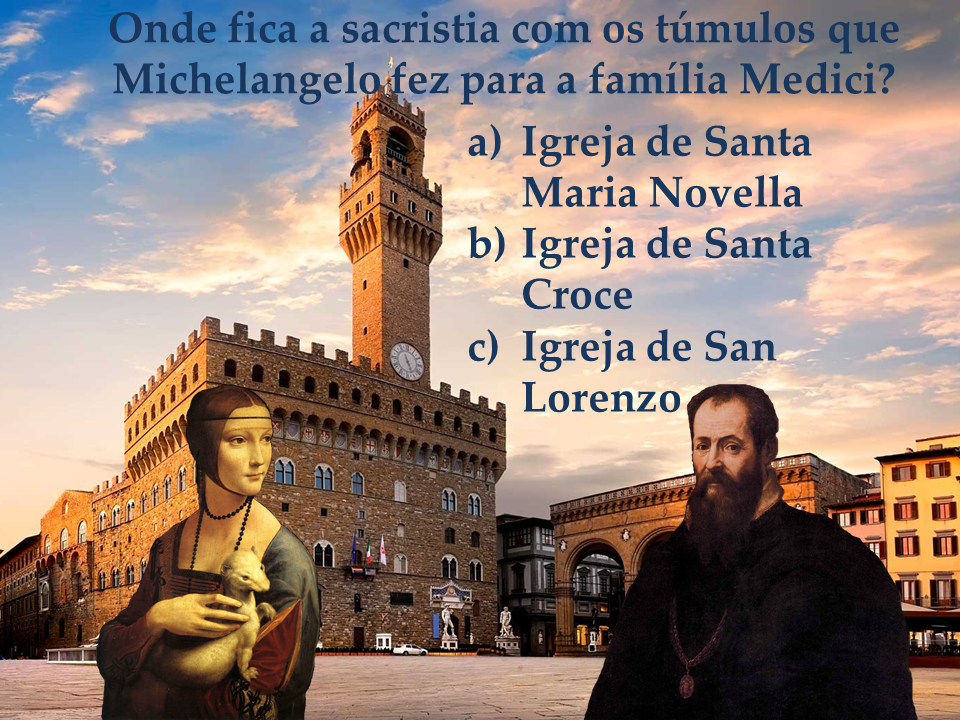 Onde fica a sacristia com os túmulos que
Michelangelo fez para a família Medici?
a) Igreja de Santa
Maria Novella
b) Igreja de Santa
Croce
c) Igreja de San
Lorenzo